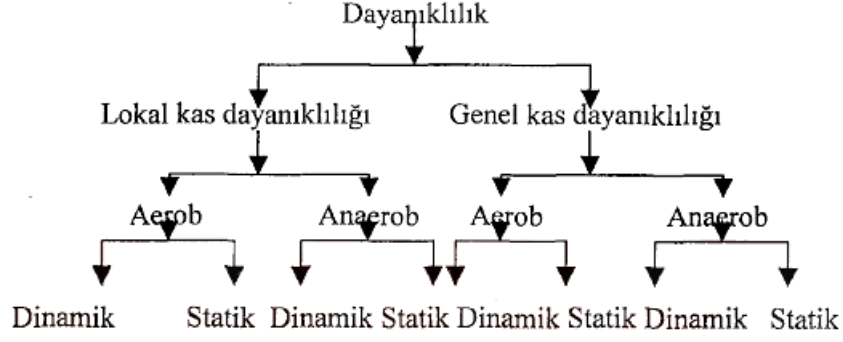 Dayanıklılık
Lokal kas dayanıklılığı Genel kas dayanıklılığı
Aerob Anaerob Aerob Anaerob
Dinamik Statik Dinamik Statik Dinamik Statik Dinamik Statik